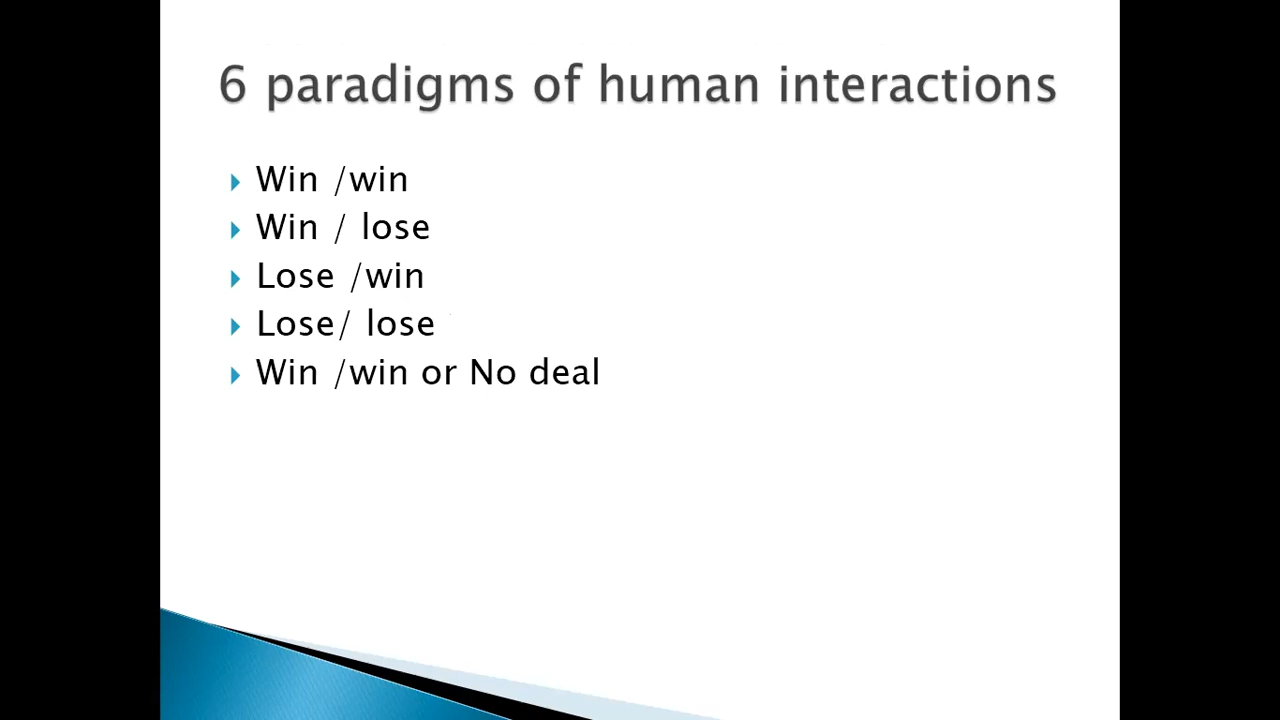 6 paradigms of human interactions
Win /win
Win / lose
Lose /win
Lose/ lose
Win /win or No deal